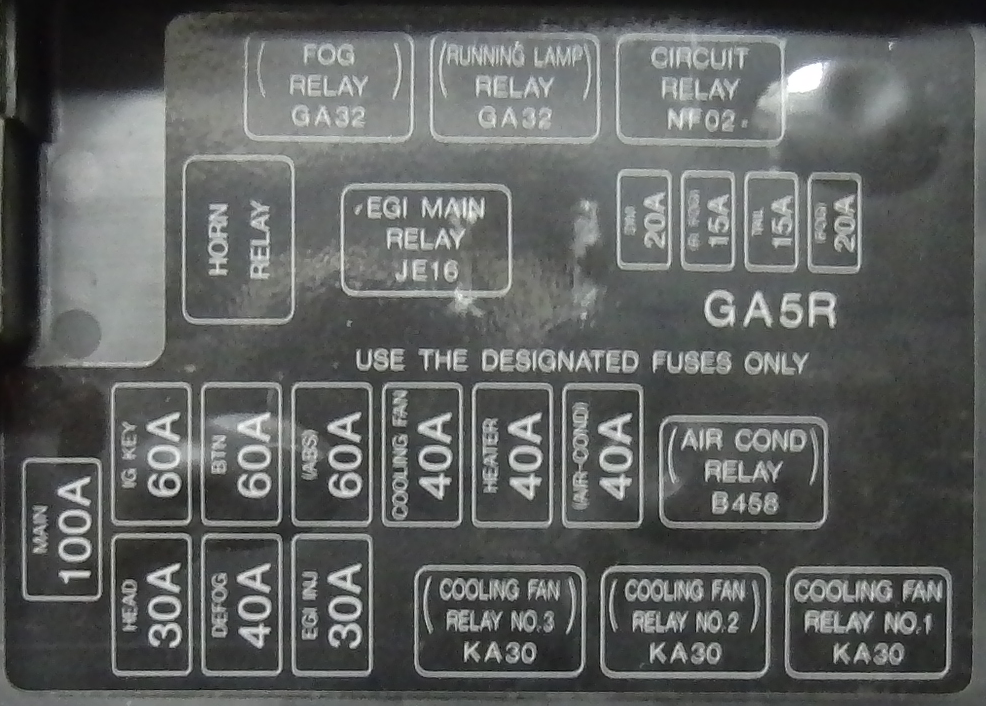 ( FOG )
RELAY
GA32
(RUNNING LAMP)
RELAY
GA32
CIRCUIT
RELAY
NF02
HORN
RELAY
EGI MAIN
RELAY
JE16
20A
15A
TAIL
15A
(FOG)
20A
GA5R
USE THE DESIGNATED FUSES ONLY
MAIN
100A
IG KEY
60A
BTN
60A
(ABS)
60A
COOLING FAN
40A
HEATER
40A
(AIR-COND)
40A
(AIR COND)
RELAY
B458
HEAD
30A
DEFOG
40A
EGI INJ
30A
(COOLING FAN)
RELAY NO.3
KA30
(COOLING FAN)
RELAY NO.2
KA30
COOLING FAN
RELAY NO.1
KA30